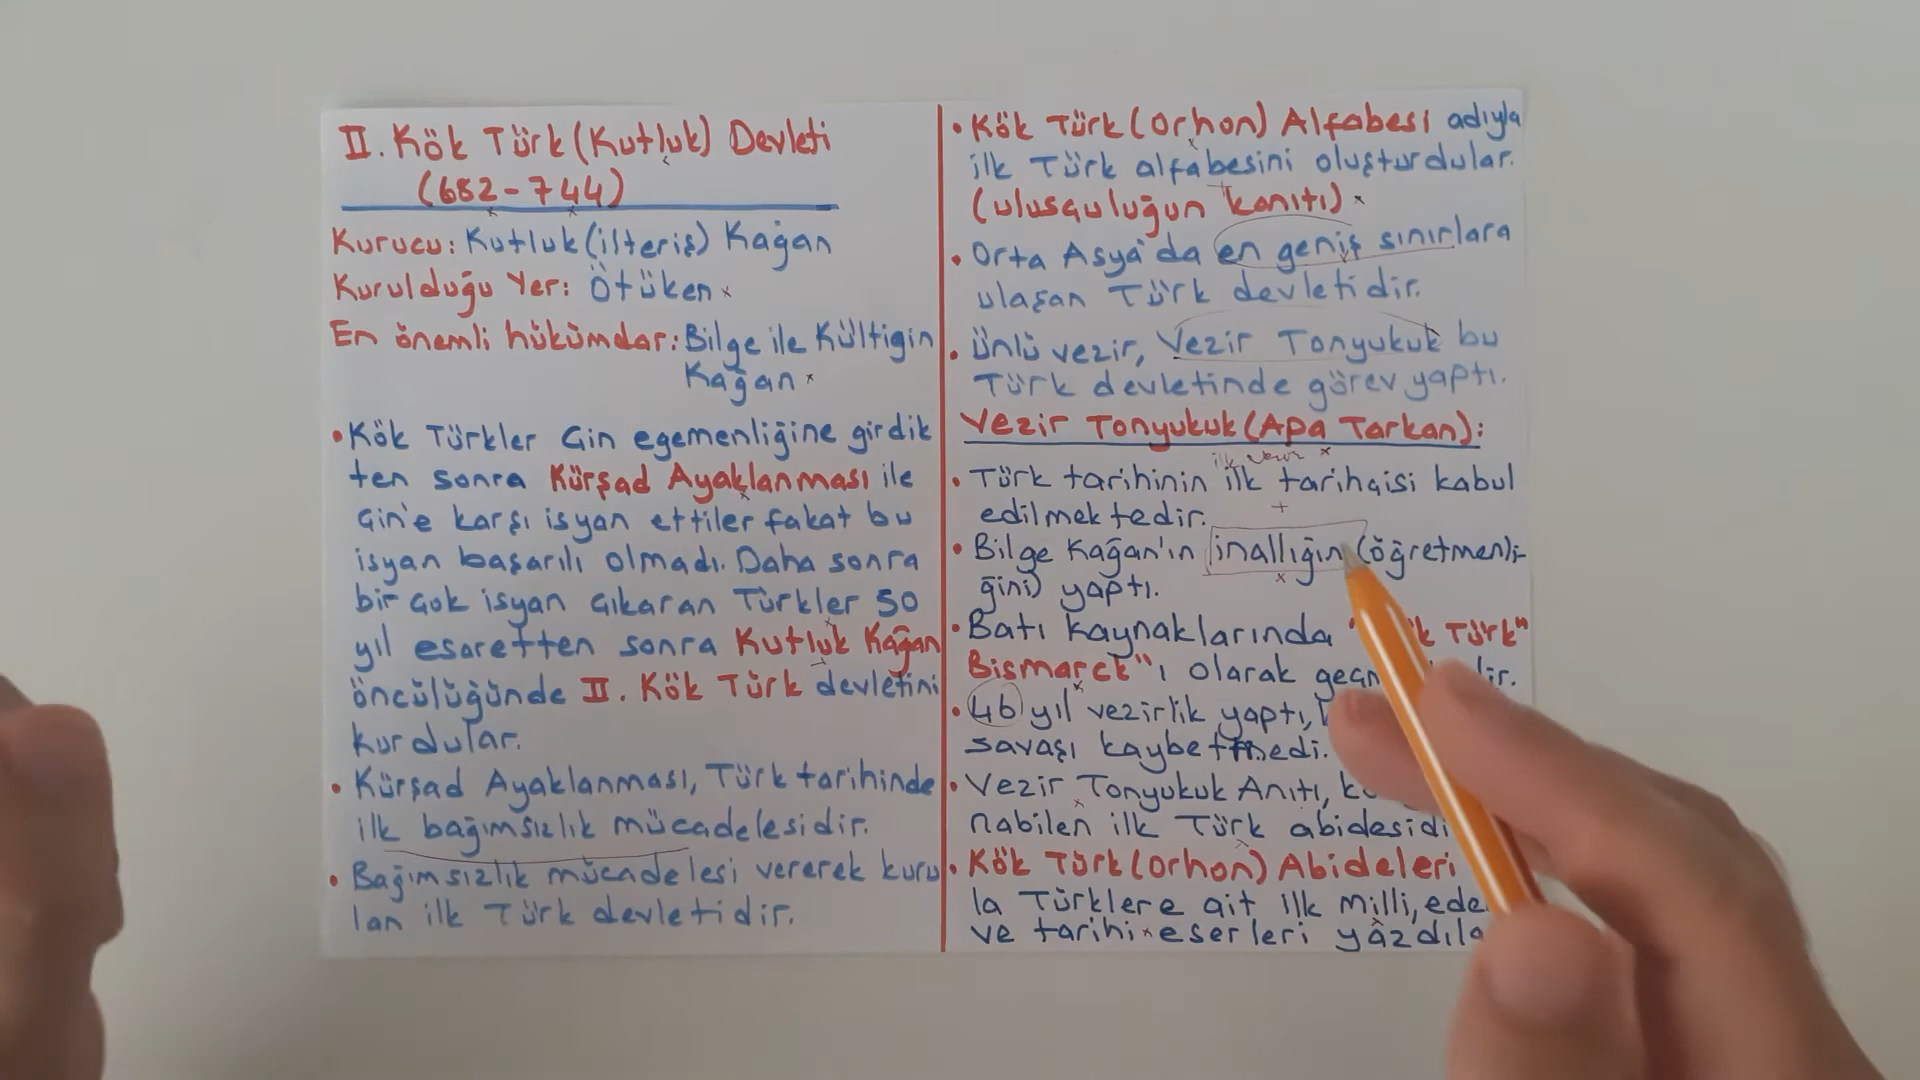 II. Kök Türk (Kutluk) Devleti
(682-744)
Kurucu: Kutluk (ilteriş) Kağan
Kurulduğu Yer: Ötüken
En önemli hükümdar: Bilge ile Kültigin
Kağan
• Kök Türkler Çin egemenliğine girdik
ten sonra Kürşad Ayaklanması ile
Çin'e karşı isyan ettiler fakat bu
isyan başarılı olmadı. Daha sonra
bir çok isyan çıkaran Türkler 50
yıl esaretten sonra Kutluk Kağan
öncülüğünde II. Kök Türk devletini
kurdular.
• Kürşad Ayaklanması, Türk tarihinde
ilk bağımsızlık mücadelesidir.
• Bağımsızlık mücadelesi vererek kuru
lan ilk Türk devletidir.
• Kök Türk (Orhon) Alfabesi adıyla
ilk Türk alfabesini oluşturdular.
(ulusçuluğun kanıtı)
• Orta Asya'da en geniş sınırlara
ulaşan Türk devletidir.
• Ünlü vezir, Vezir Tonyukuk bu
Türk devletinde görev yaptı.
Vezir Tonyukuk (Apa Tarkan):
ilk vezir
• Türk tarihinin ilk tarihçisi kabul
edilmektedir.
• Bilge Kağan'ın inallığını (öğretmenli-
ğini) yaptı.
• Batı kaynaklarında Türk"
Bismarck"ı olarak
• 46 yıl vezirlik yaptı,
savaşı kaybetmedi.
• Vezir Tonyukuk Anıtı,
nabilen ilk Türk
• Kök Türk (Orhon) Abideleri
la Türklere ait ilk milli,
ve tarihi eserleri